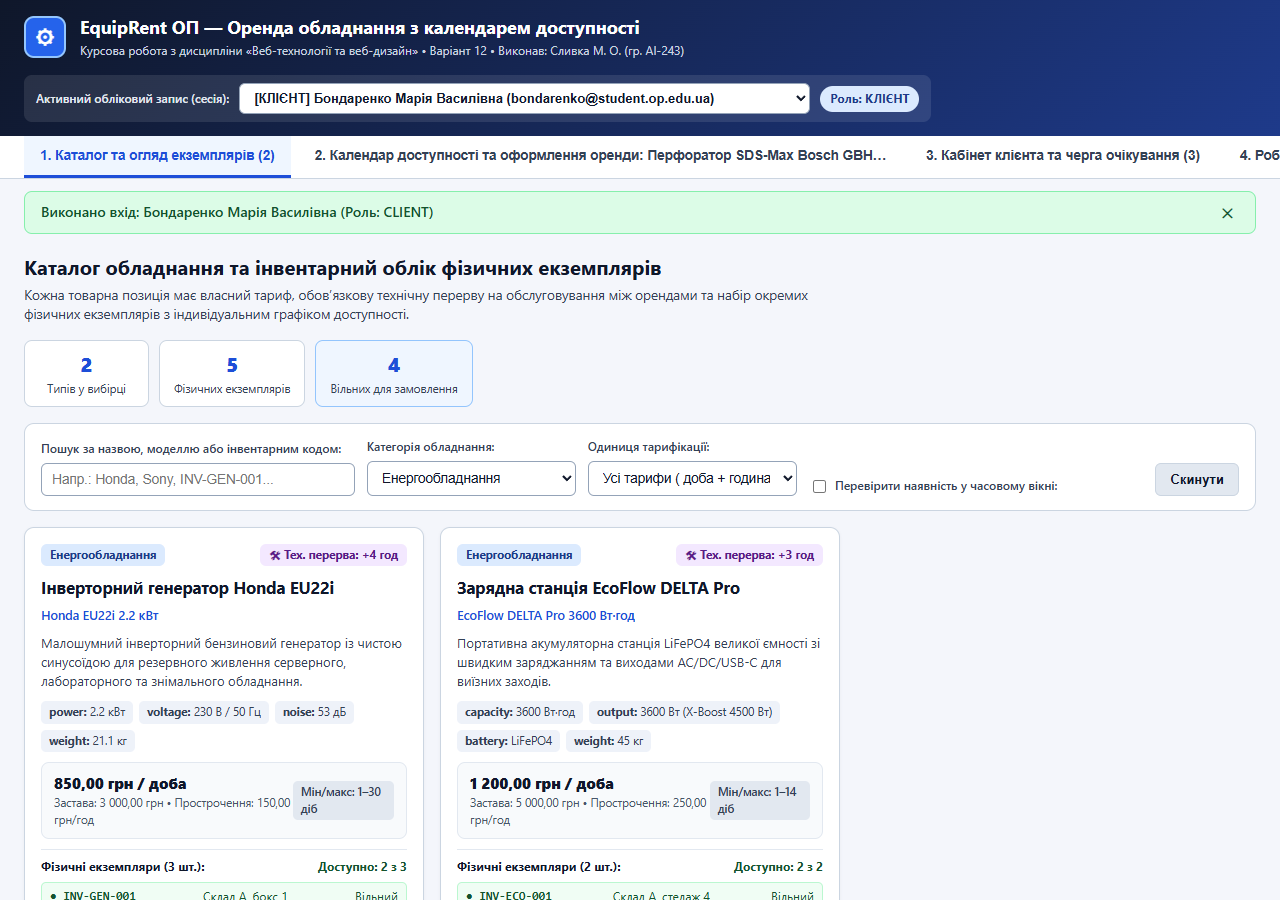 EquipRent ОП — Оренда обладнання з календарем доступності
Курсова робота з дисципліни «Веб-технології та веб-дизайн» • Варіант 12 • Виконав: Сливка М. О. (гр. АІ-243)
Активний обліковий запис (сесія):
[КЛІЄНТ] Бондаренко Марія Василівна (bondarenko@student.op.edu.ua)
Роль: КЛІЄНТ
1. Каталог та огляд екземплярів (2)
2. Календар доступності та оформлення оренди: Перфоратор SDS-Max Bosch GBH...
3. Кабінет клієнта та черга очікування (3)
4. Роб
Виконано вхід: Бондаренко Марія Василівна (Роль: CLIENT)
Каталог обладнання та інвентарний облік фізичних екземплярів
Кожна товарна позиція має власний тариф, обов'язкову технічну перерву на обслуговування між орендами та набір окремих
фізичних екземплярів з індивідуальним графіком доступності.
2
Типів у вибірці
5
Фізичних екземплярів
4
Вільних для замовлення
Пошук за назвою, моделлю або інвентарним кодом:
Напр.: Honda, Sony, INV-GEN-001...
Категорія обладнання:
Енергообладнання
Одиниця тарифікації:
Усі тарифи ( доба + година
Перевірити наявність у часовому вікні:
Скинути
Енергообладнання
🛠 Тех. перерва: +4 год
Інверторний генератор Honda EU22i
Honda EU22i 2.2 кВт
Малошумний інверторний бензиновий генератор із чистою
синусоїдою для резервного живлення серверного,
лабораторного та знімального обладнання.
power: 2.2 кВт
voltage: 230 В / 50 Гц
noise: 53 дБ
weight: 21.1 кг
850,00 грн / доба
Застава: 3 000,00 грн • Прострочення: 150,00
грн/год
Мін/макс: 1–30
діб
Фізичні екземпляри (3 шт.):
Доступно: 2 з 3
● INV-GEN-001
Склад А, бокс 1
Вільний
Енергообладнання
🛠 Тех. перерва: +3 год
Зарядна станція EcoFlow DELTA Pro
EcoFlow DELTA Pro 3600 Вт·год
Портативна акумуляторна станція LiFePO4 великої ємності зі
швидким заряджанням та виходами AC/DC/USB-C для
виїзних заходів.
capacity: 3600 Вт·год
output: 3600 Вт (X-Boost 4500 Вт)
battery: LiFePO4
weight: 45 кг
1 200,00 грн / доба
Застава: 5 000,00 грн • Прострочення: 250,00
грн/год
Мін/макс: 1–14
діб
Фізичні екземпляри (2 шт.):
Доступно: 2 з 2
● INV-ECO-001
Склад А, стелаж 4
Вільний